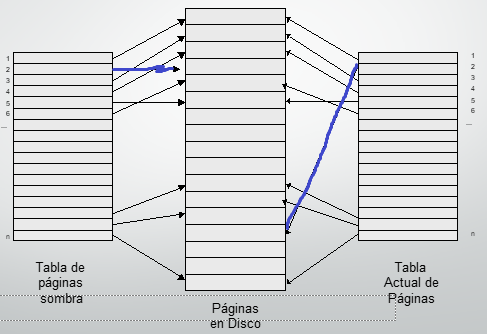 1
2
3
4
5
6
n
1
2
3
4
5
6
n
Tabla de
páginas
sombra
Páginas
en Disco
Tabla
Actual de
Páginas